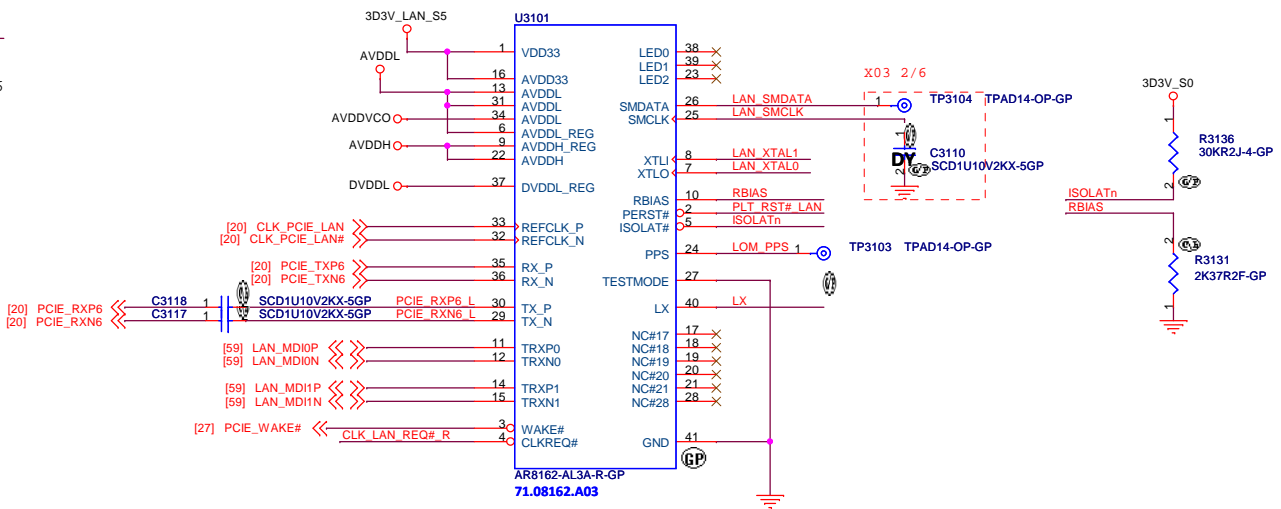 3D3V_LAN_S5
U3101
AVDDL
AVDDVCO
AVDDH
DVDDL
1 VDD33
16 AVDD33
13 AVDDL
31 AVDDL
34 AVDDL
6 AVDDL_REG
9 AVDDH_REG
22 AVDDH
37 DVDDL_REG
[20] CLK_PCIE_LAN 33 REFCLK_P
[20] CLK_PCIE_LAN# 32 REFCLK_N
[20] PCIE_TXP6 35 RX_P
[20] PCIE_TXN6 36 RX_N
[20] PCIE_RXP6 C3118 1 SCD1U10V2KX-5GP PCIE_RXP6_L 30 TX_P
[20] PCIE_RXN6 C3117 1 SCD1U10V2KX-5GP PCIE_RXN6_L 29 TX_N
[59] LAN_MDI0P 11 TRXP0
[59] LAN_MDI0N 12 TRXN0
[59] LAN_MDI1P 14 TRXP1
[59] LAN_MDI1N 15 TRXN1
[27] PCIE_WAKE# 3 WAKE#
CLK_LAN_REQ#_R 4 CLKREQ#
LED0 38
LED1 39
LED2 23
SMDATA 26 LAN_SMDATA
SMCLK 25 LAN_SMCLK
XTLI 8 LAN_XTAL1
XTLO 7 LAN_XTAL0
RBIAS 10 RBIAS
PERST# 2 PLT_RST#_LAN
ISOLAT# 5 ISOLATn
PPS 24 LOM_PPS 1 TP3103 TPAD14-OP-GP
TESTMODE 27
LX 40 LX
NC#17 17
NC#18 18
NC#19 19
NC#20 20
NC#21 21
NC#28 28
GND 41
GP
AR8162-AL3A-R-GP
71.08162.A03
X03 2/6
1 TP3104 TPAD14-OP-GP
1
DY
2
C3110
SCD1U10V2KX-5GP
3D3V_S0
1
R3136
30KR2J-4-GP
2
ISOLATn
RBIAS
2
R3131
2K37R2F-GP
1